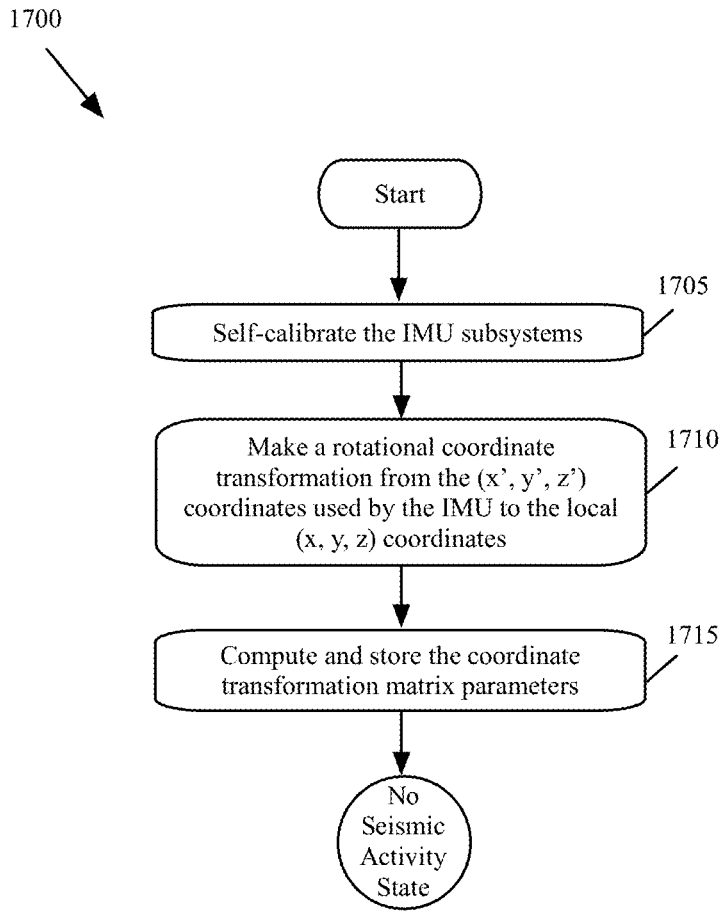 1700
Start
1705
Self-calibrate the IMU subsystems
1710
Make a rotational coordinate
transformation from the (x’, y’, z’)
coordinates used by the IMU to the local
(x, y, z) coordinates
1715
Compute and store the coordinate
transformation matrix parameters
No
Seismic
Activity
State